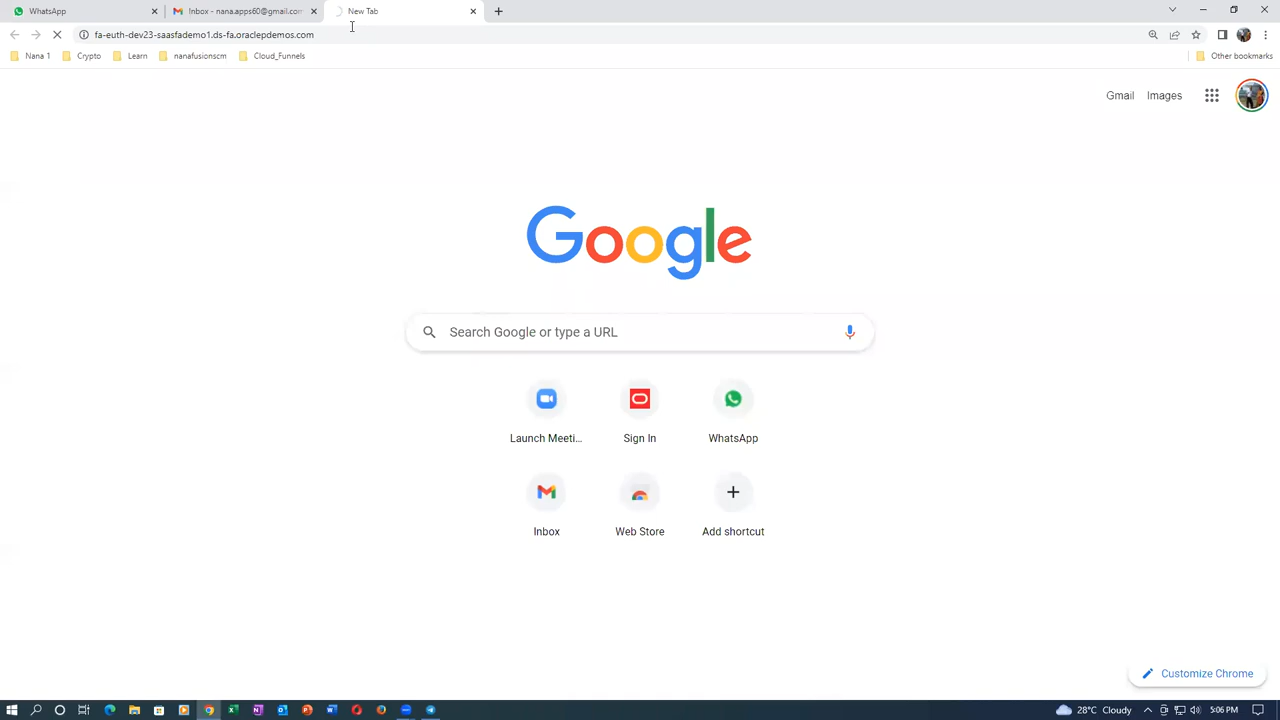 WhatsApp
Inbox - nana.apps60@gmail.com
New Tab
fa-euth-dev23-saasfademo1.ds-fa.oraclepdemos.com
Nana 1
Crypto
Learn
nanafusionscm
Cloud_Funnels
Other bookmarks
Gmail
Images
Google
Search Google or type a URL
Launch Meeti...
Sign In
WhatsApp
Inbox
Web Store
Add shortcut
Customize Chrome
28°C Cloudy
5:06 PM